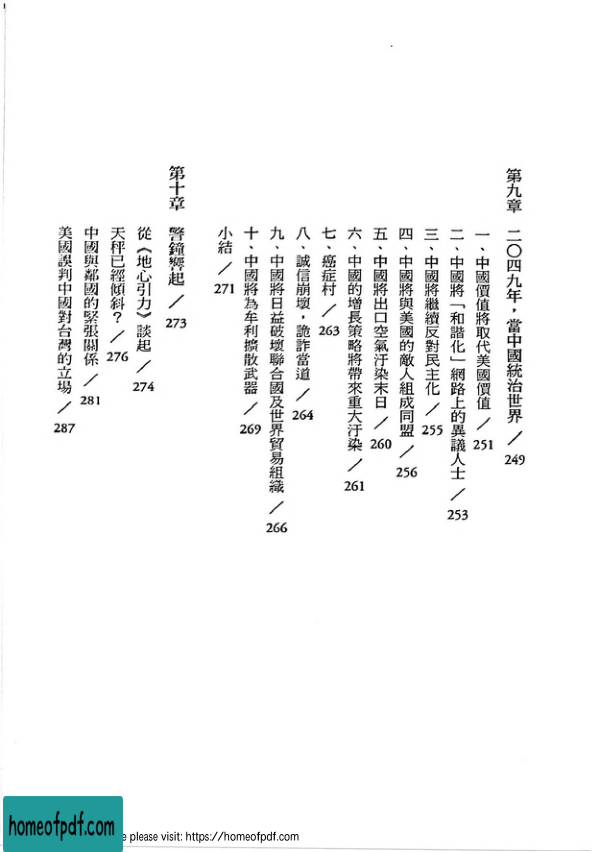 第九章 二〇四九年，當中國統治世界／249
一、中國價值將取代美國價值／251
二、中國將「和諧化」網路上的異議人士／253
三、中國將繼續反對民主化／255
四、中國將與美國的敵人組成同盟／256
五、中國將出口空氣汙染末日／260
六、中國的增長策略將帶來重大汙染／261
七、癌症村／263
八、誠信崩壞，詭詐當道／264
九、中國將日益破壞聯合國及世界貿易組織／266
十、中國將為牟利擴散武器／269
小結／271
第十章 警鐘響起／273
從《地心引力》談起／274
天秤已經傾斜？／276
中國與鄰國的緊張關係／281
美國誤判中國對台灣的立場／287
homeofpdf.com
e please visit: https://homeofpdf.com